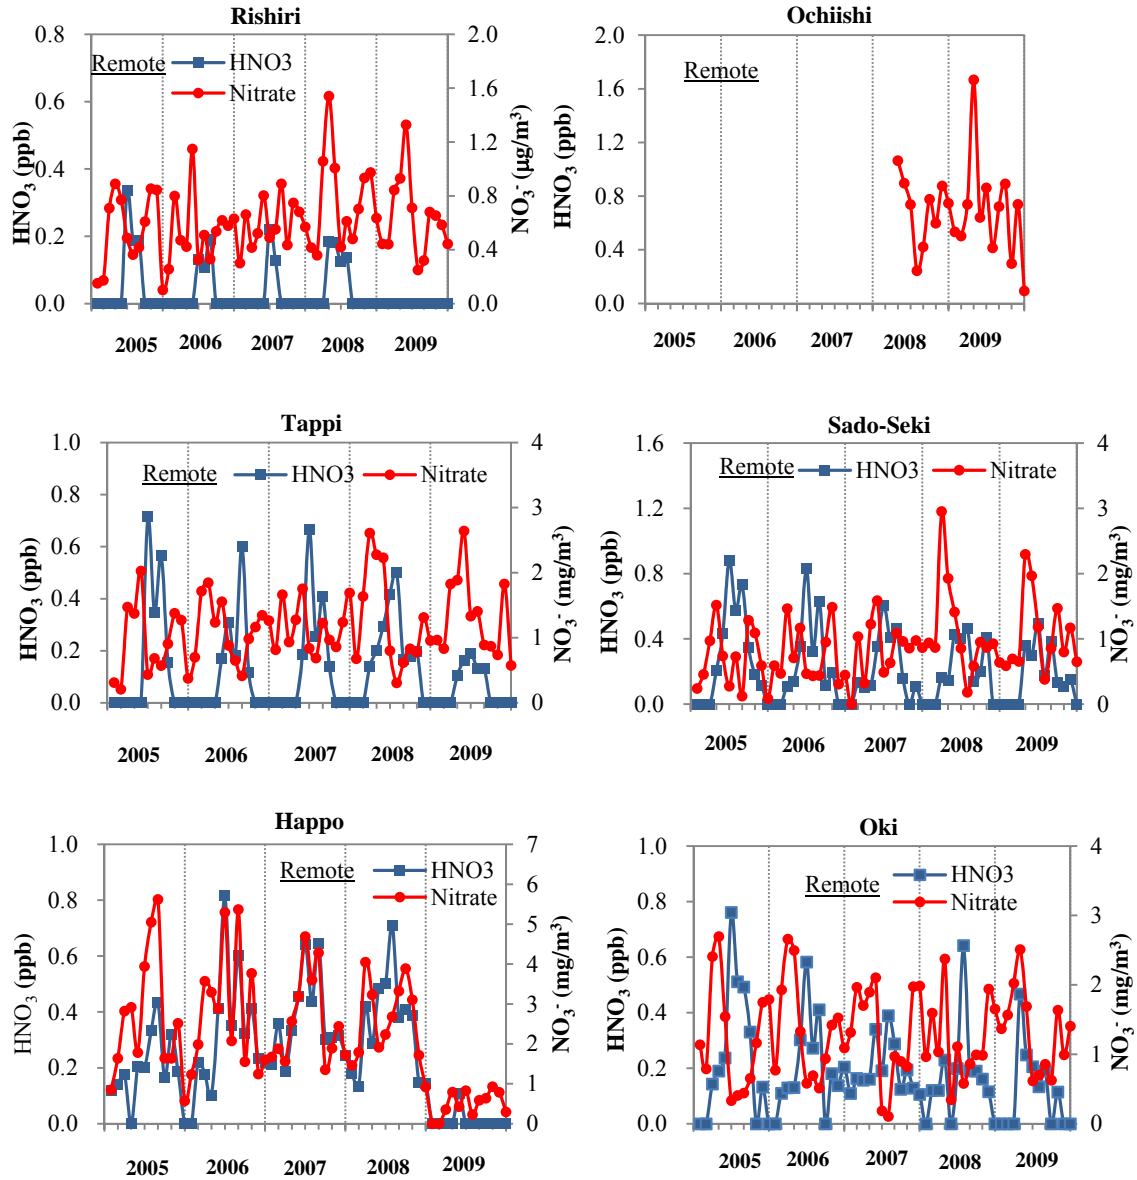 Rishiri
0.8
0.6
0.4
0.2
0.0
HNO3 (ppb)
Remote
HNO3
Nitrate
2.0
1.6
1.2
0.8
0.4
0.0
NO3- (µg/m3)
2005 2006 2007 2008 2009
Ochiishi
2.0
1.6
1.2
0.8
0.4
0.0
HNO3 (ppb)
Remote
2005 2006 2007 2008 2009
Tappi
1.0
0.8
0.6
0.4
0.2
0.0
HNO3 (ppb)
Remote HNO3 Nitrate
4
3
2
1
0
NO3- (mg/m3)
2005 2006 2007 2008 2009
Sado-Seki
1.6
1.2
0.8
0.4
0.0
HNO3 (ppb)
Remote HNO3 Nitrate
4
3
2
1
0
NO3- (mg/m3)
2005 2006 2007 2008 2009
Happo
1.0
0.8
0.6
0.4
0.2
0.0
HNO3 (ppb)
Remote
HNO3
Nitrate
7
6
5
4
3
2
1
0
NO3- (mg/m3)
2005 2006 2007 2008 2009
Oki
1.0
0.8
0.6
0.4
0.2
0.0
HNO3 (ppb)
Remote
HNO3
Nitrate
4
3
2
1
0
NO3- (mg/m3)
2005 2006 2007 2008 2009